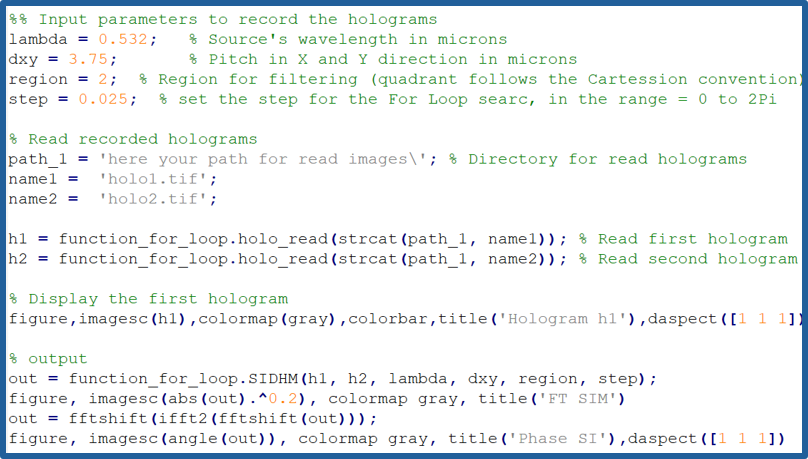 %% Input parameters to record the holograms
lambda = 0.532;   % Source's wavelength in microns
dxy = 3.75;       % Pitch in X and Y direction in microns
region = 2;  % Region for filtering (quadrant follows the Cartession convention)
step = 0.025;  % set the step for the For Loop searc, in the range = 0 to 2Pi
% Read recorded holograms
path_1 = 'here your path for read images\'; % Directory for read holograms
name1 =  'holo1.tif';
name2 =  'holo2.tif';
h1 = function_for_loop.holo_read(strcat(path_1, name1)); % Read first hologram
h2 = function_for_loop.holo_read(strcat(path_1, name2)); % Read second hologram
% Display the first hologram
figure,imagesc(h1),colormap(gray),colorbar,title('Hologram h1'),daspect([1 1 1])
% output
out = function_for_loop.SIDHM(h1, h2, lambda, dxy, region, step);
figure, imagesc(abs(out).^0.2), colormap gray, title('FT SIM')
out = fftshift(ifft2(fftshift(out)));
figure, imagesc(angle(out)), colormap gray, title('Phase SI'),daspect([1 1 1])